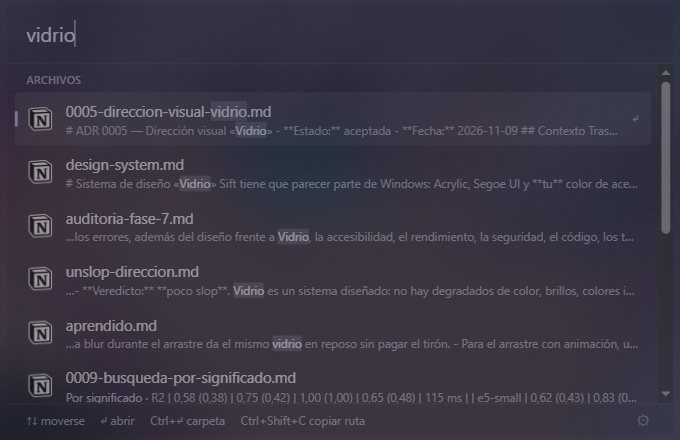 vidrio
ARCHIVOS
0005-direccion-visual-vidrio.md
# ADR 0005 — Dirección visual «Vidrio» - **Estado:** aceptada - **Fecha:** 2026-11-09 ## Contexto Tras...
design-system.md
# Sistema de diseño «Vidrio» Sift tiene que parecer parte de Windows: Acrylic, Segoe UI y **tu** color de ace...
auditoria-fase-7.md
...los errores, además del diseño frente a Vidrio, la accesibilidad, el rendimiento, la seguridad, el código, los t...
unslop-direccion.md
...- **Veredicto:** **poco slop**. Vidrio es un sistema diseñado: no hay degradados de color, brillos, colores i...
aprendido.md
...a blur durante el arrastre da el mismo vidrio en reposo sin pagar el tirón. - Para el arrastre con animación, u...
0009-busqueda-por-significado.md
Por significado · R2 | 0,58 (0,38) | 0,75 (0,42) | 1,00 (1,00) | 0,65 (0,48) | 115 ms | | e5-small | 0,62 (0,43) | 0,83 (0...
↑↓ moverse ↵ abrir Ctrl+↵ carpeta Ctrl+Shift+C copiar ruta